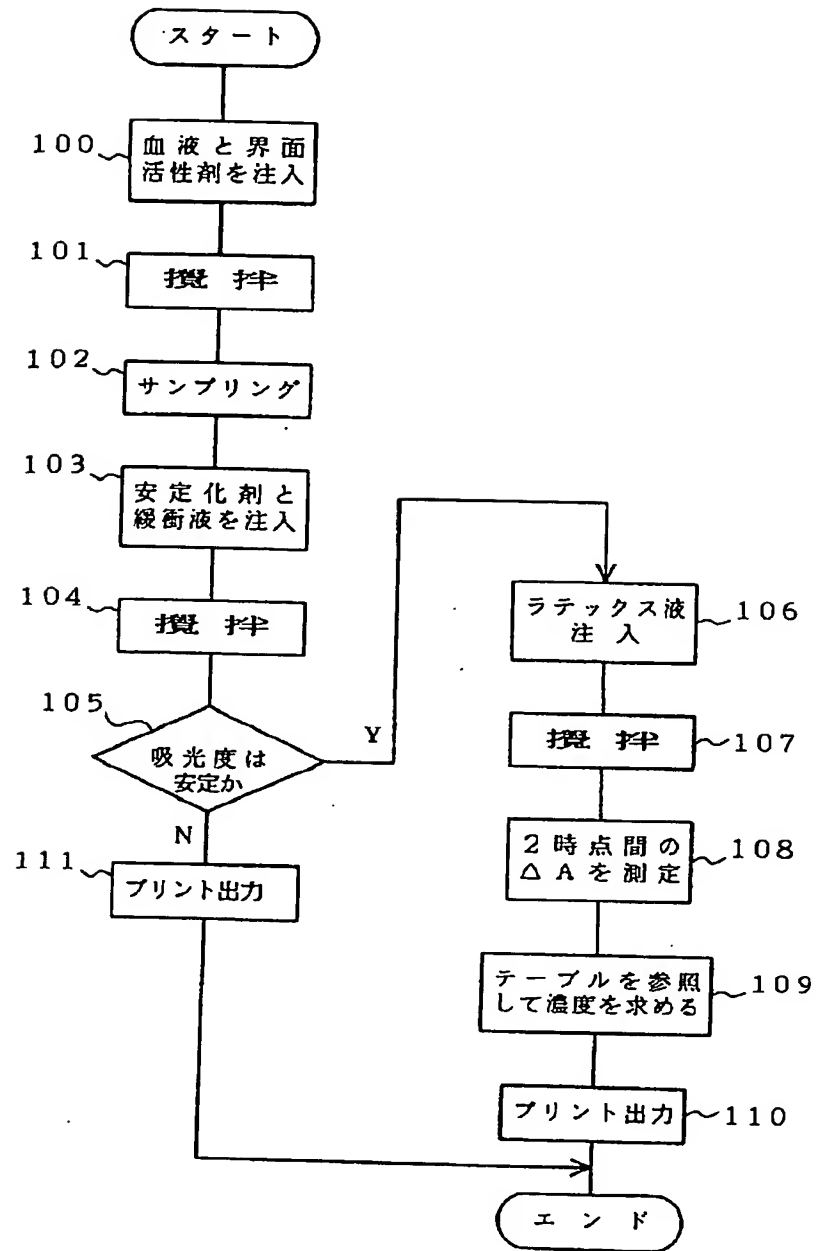 スタート
100
血液と界面
活性剤を注入
101
攪拌
102
サンプリング
103
安定化剤と
緩衝液を注入
104
攪拌
105
吸光度は
安定か
Y
N
111
プリント出力
ラテックス液
注入
106
攪拌
107
2時点間の
△Aを測定
108
テーブルを参照
して濃度を求める
109
プリント出力
110
エンド